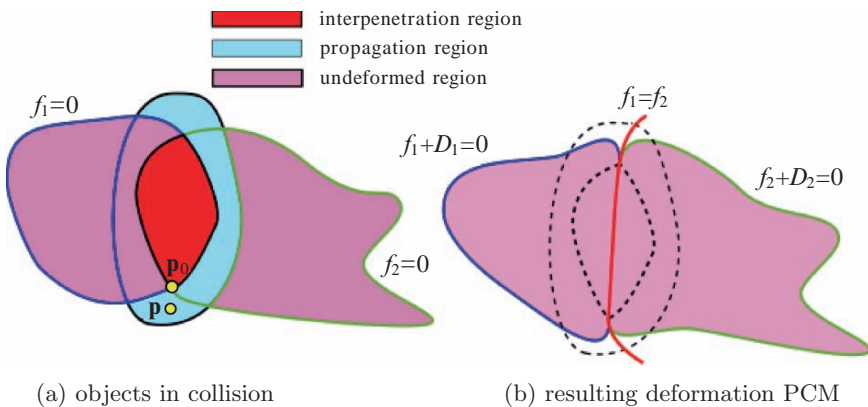 interpenetration region
propagation region
undeformed region
f₁=0
f₁=f₂
f₁+D₁=0
f₂+D₂=0
f₂=0
p₀
p
(a) objects in collision
(b) resulting deformation PCM